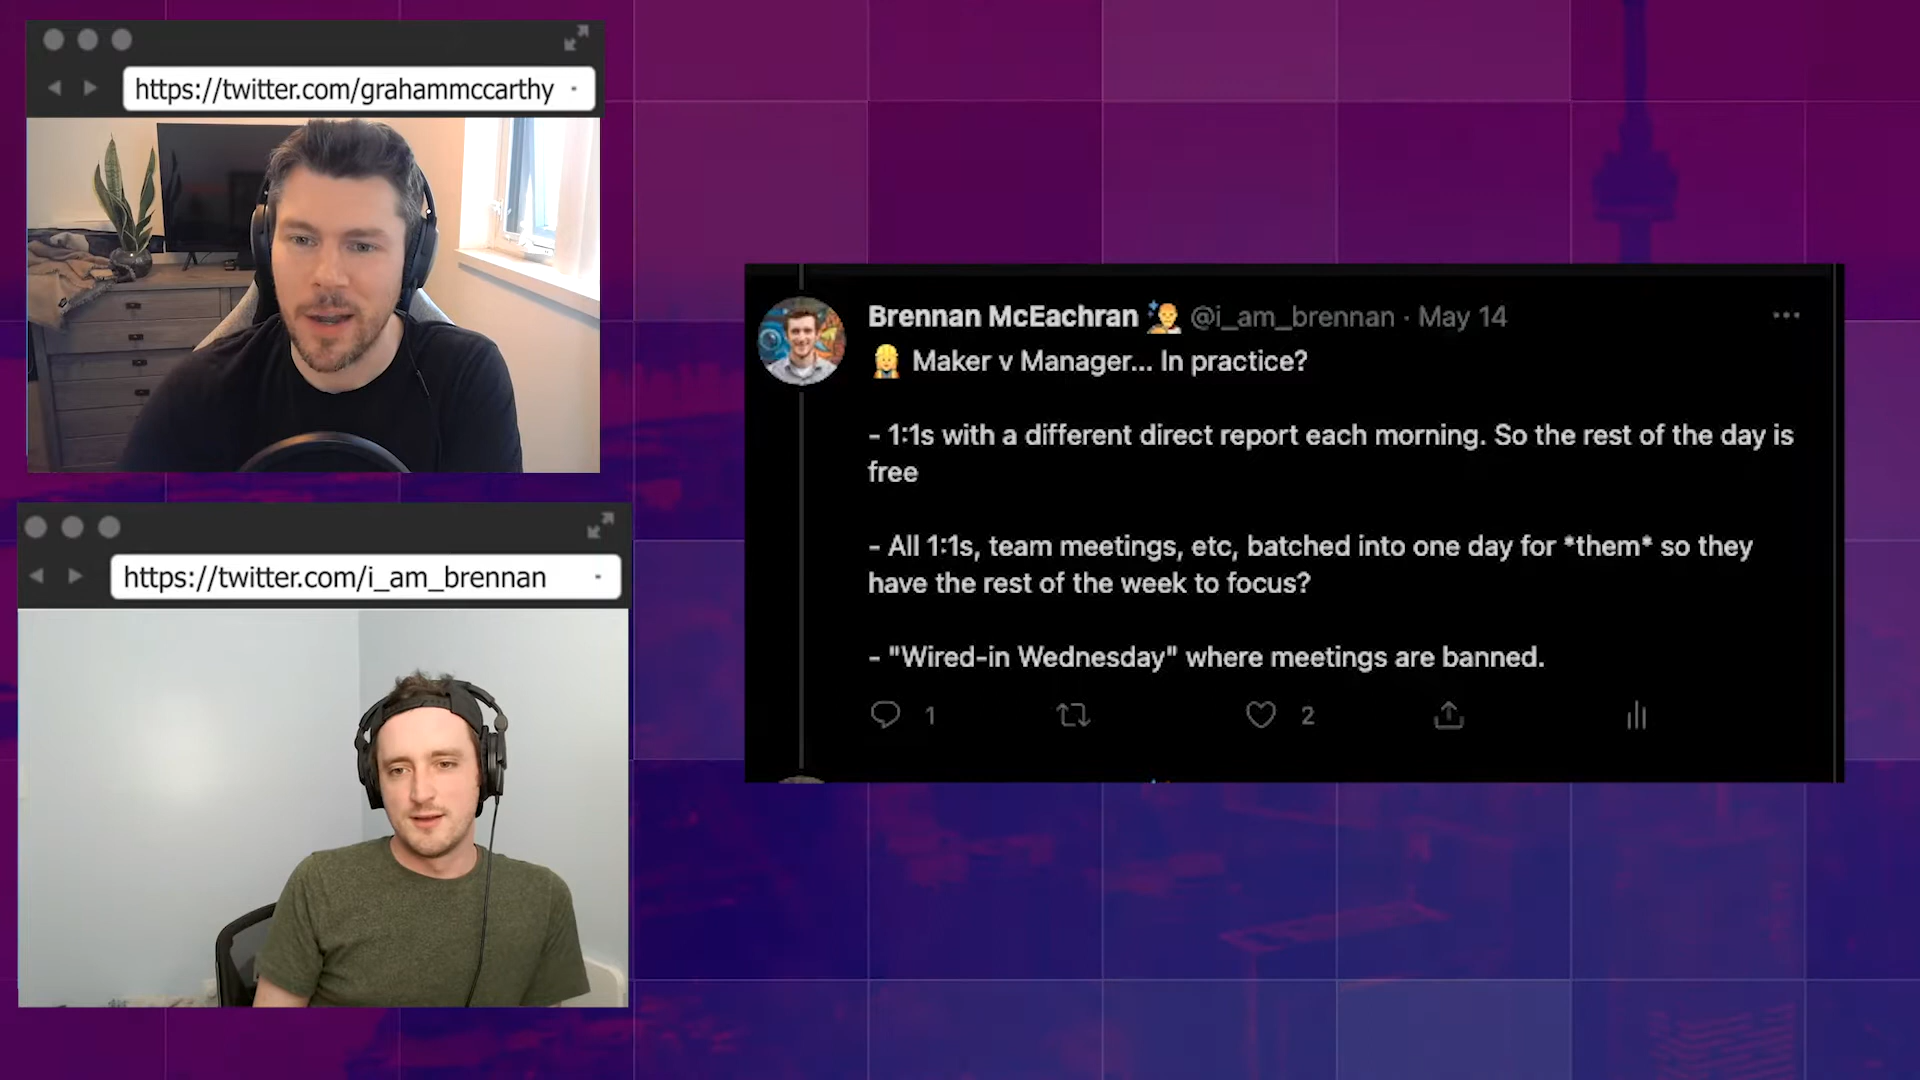 https://twitter.com/grahammccarthy
https://twitter.com/i_am_brennan
Brennan McEachran @i_am_brennan · May 14
Maker v Manager... In practice?
- 1:1s with a different direct report each morning. So the rest of the day is
free
- All 1:1s, team meetings, etc, batched into one day for *them* so they
have the rest of the week to focus?
- "Wired-in Wednesday" where meetings are banned.
1 2